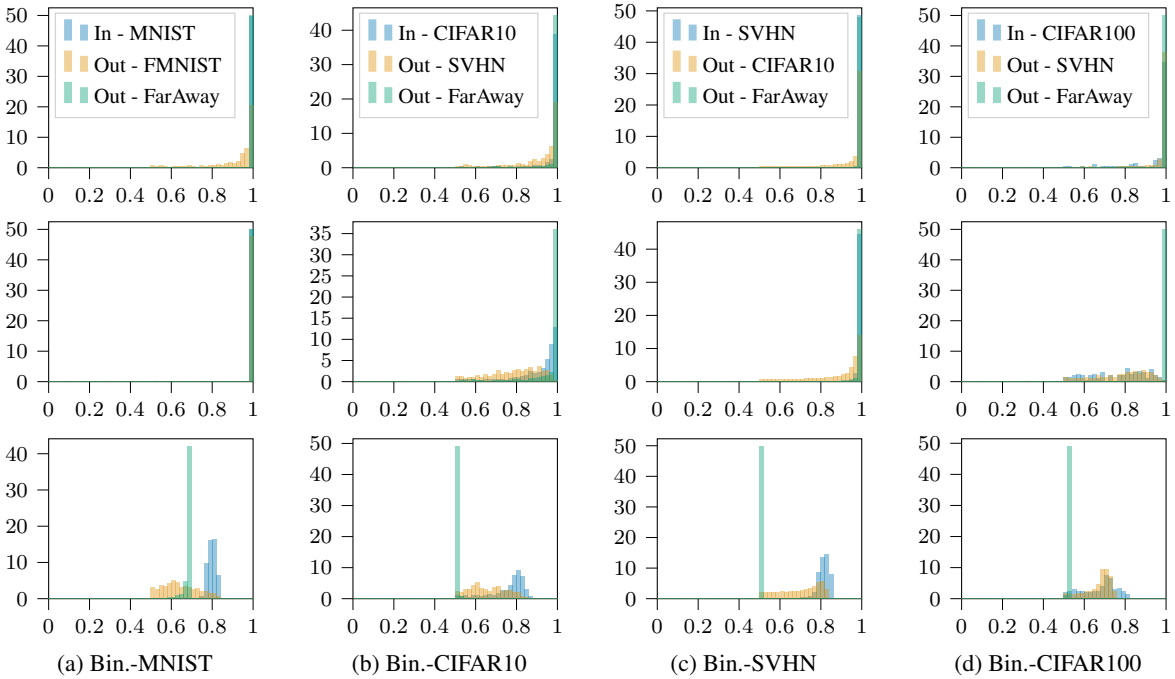 50
40
30
20
10
0
In - MNIST
Out - FMNIST
Out - FarAway
0 0.2 0.4 0.6 0.8 1
40
30
20
10
0
In - CIFAR10
Out - SVHN
Out - FarAway
0 0.2 0.4 0.6 0.8 1
50
40
30
20
10
0
In - SVHN
Out - CIFAR10
Out - FarAway
0 0.2 0.4 0.6 0.8 1
50
40
30
20
10
0
In - CIFAR100
Out - SVHN
Out - FarAway
0 0.2 0.4 0.6 0.8 1
50
40
30
20
10
0
0 0.2 0.4 0.6 0.8 1
35
30
25
20
15
10
5
0
0 0.2 0.4 0.6 0.8 1
40
30
20
10
0
0 0.2 0.4 0.6 0.8 1
50
40
30
20
10
0
0 0.2 0.4 0.6 0.8 1
40
30
20
10
0
0 0.2 0.4 0.6 0.8 1
(a) Bin.-MNIST
50
40
30
20
10
0
0 0.2 0.4 0.6 0.8 1
(b) Bin.-CIFAR10
50
40
30
20
10
0
0 0.2 0.4 0.6 0.8 1
(c) Bin.-SVHN
50
40
30
20
10
0
0 0.2 0.4 0.6 0.8 1
(d) Bin.-CIFAR100